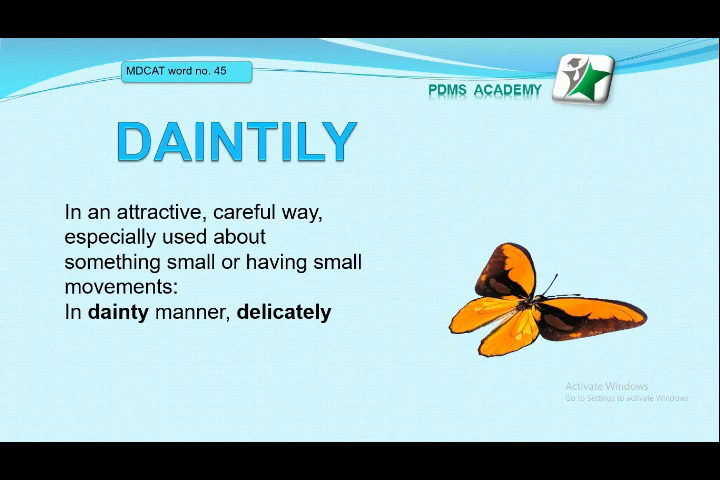 MDCAT word no. 45
PDMS ACADEMY
DAINTILY
In an attractive, careful way,
especially used about
something small or having small
movements:
In dainty manner, delicately
Activate Windows
Go to Settings to activate Windows.